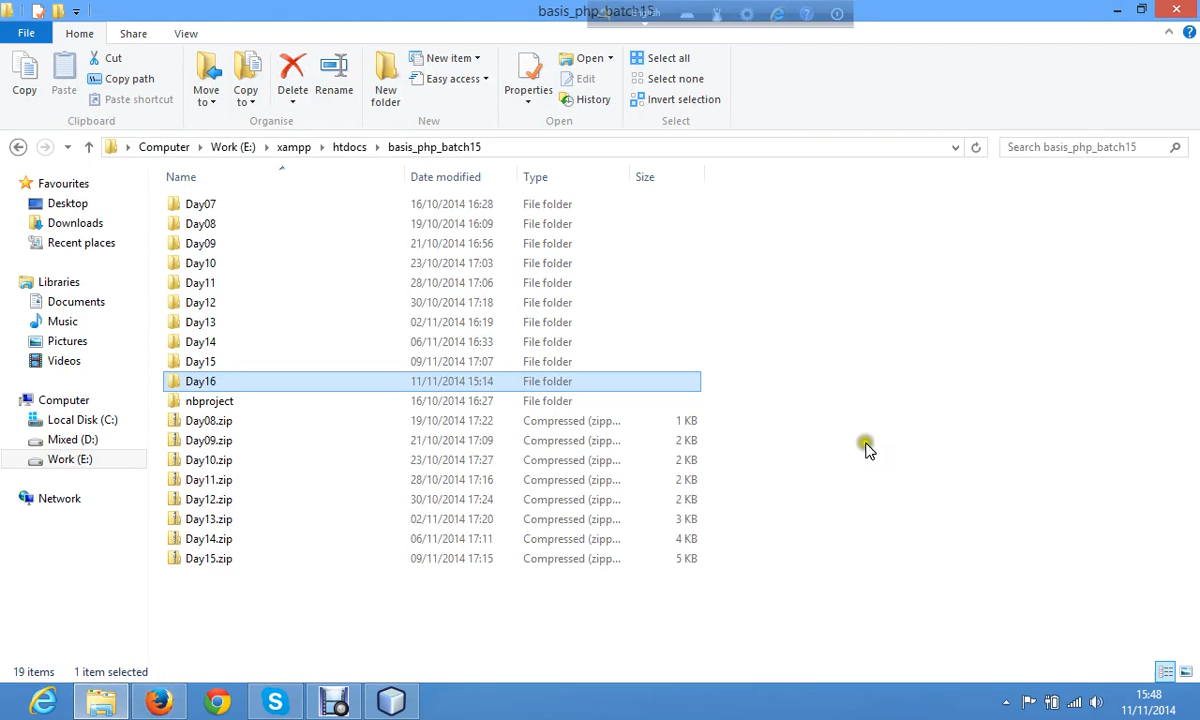 basis_php_batch15
File Home Share View
Copy
Paste
Cut
Copy path
Paste shortcut
Clipboard
Move to
Copy to
Delete
Rename
Organise
New folder
New item
Easy access
New
Properties
Open
Edit
History
Open
Select all
Select none
Invert selection
Select
Computer Work (E:) xampp htdocs basis_php_batch15
Search basis_php_batch15
Favourites
Desktop
Downloads
Recent places
Libraries
Documents
Music
Pictures
Videos
Computer
Local Disk (C:)
Mixed (D:)
Work (E:)
Network
Name Date modified Type Size
Day07 16/10/2014 16:28 File folder
Day08 19/10/2014 16:09 File folder
Day09 21/10/2014 16:56 File folder
Day10 23/10/2014 17:03 File folder
Day11 28/10/2014 17:06 File folder
Day12 30/10/2014 17:18 File folder
Day13 02/11/2014 16:19 File folder
Day14 06/11/2014 16:33 File folder
Day15 09/11/2014 17:07 File folder
Day16 11/11/2014 15:14 File folder
nbproject 16/10/2014 16:27 File folder
Day08.zip 19/10/2014 17:22 Compressed (zipp... 1 KB
Day09.zip 21/10/2014 17:09 Compressed (zipp... 2 KB
Day10.zip 23/10/2014 17:27 Compressed (zipp... 2 KB
Day11.zip 28/10/2014 17:16 Compressed (zipp... 2 KB
Day12.zip 30/10/2014 17:24 Compressed (zipp... 2 KB
Day13.zip 02/11/2014 17:20 Compressed (zipp... 3 KB
Day14.zip 06/11/2014 17:11 Compressed (zipp... 4 KB
Day15.zip 09/11/2014 17:15 Compressed (zipp... 5 KB
19 items 1 item selected
15:48
11/11/2014